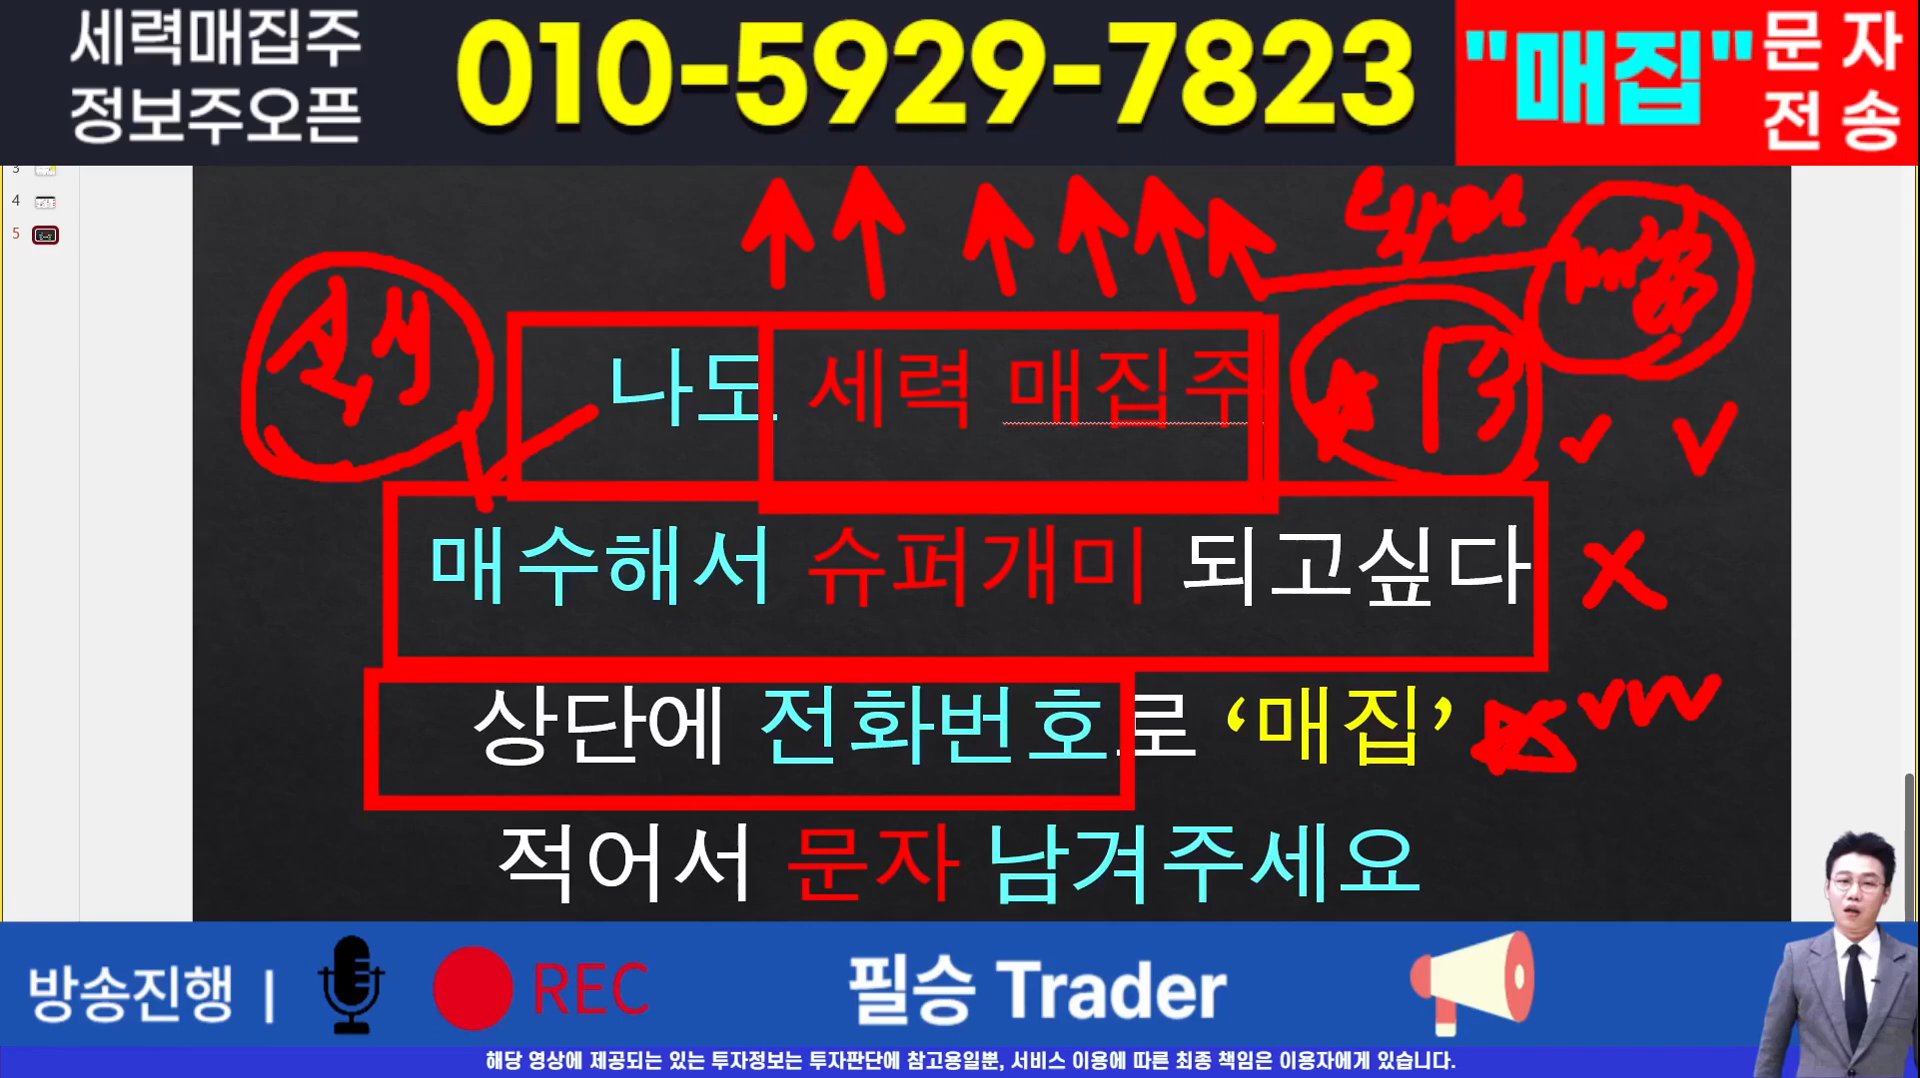 세력매집주
정보주오픈
010-5929-7823
"매집"
문자
전송
3
4
5
나도 세력 매집주
매수해서 슈퍼개미 되고싶다
상단에 전화번호로 ‘매집’
적어서 문자 남겨주세요
방송진행 |
REC
필승 Trader
해당 영상에 제공되는 있는 투자정보는 투자판단에 참고용일뿐, 서비스 이용에 따른 최종 책임은 이용자에게 있습니다.